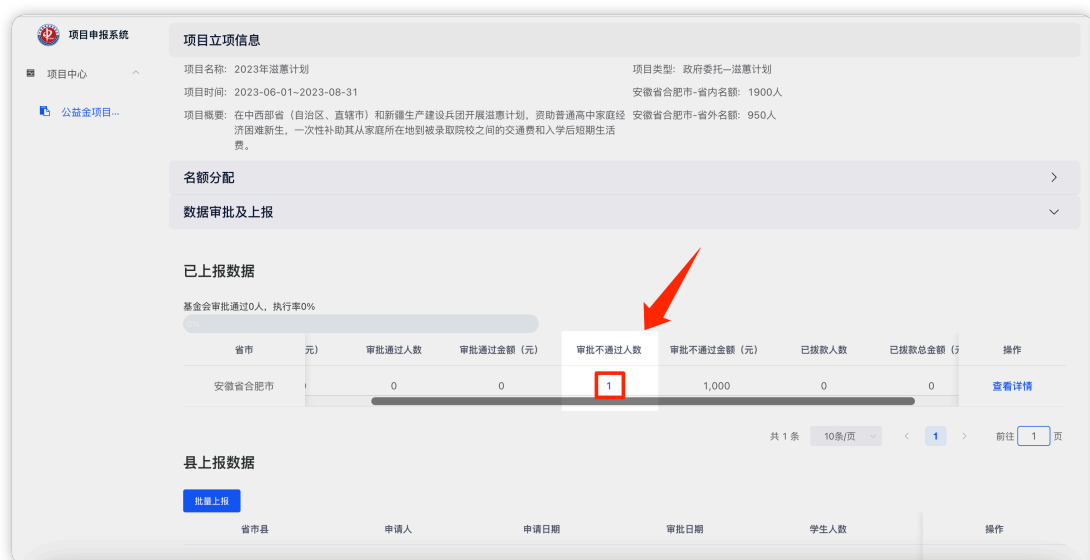 项目申报系统
项目中心
公益金项目...
项目立项信息
项目名称: 2023年滋蕙计划
项目类型: 政府委托—滋蕙计划
项目时间: 2023-06-01~2023-08-31
安徽省合肥市-省内名额: 1900人
项目概要: 在中西部省（自治区、直辖市）和新疆生产建设兵团开展滋蕙计划，资助普通高中家庭经
安徽省合肥市-省外名额: 950人
济困难新生，一次性补助其从家庭所在地到被录取院校之间的交通费和入学后短期生活
费。
名额分配
数据审批及上报
已上报数据
基金会审批通过0人，执行率0%
0%
省市 元） 审批通过人数 审批通过金额（元） 审批不通过人数 审批不通过金额（元） 已拨款人数 已拨款总金额（ 操作
安徽省合肥市 0 0 1 1,000 0 0 查看详情
共 1 条 10条/页 < 1 > 前往 1 页
县上报数据
批量上报
省市县 申请人 申请日期 审批日期 学生人数 操作